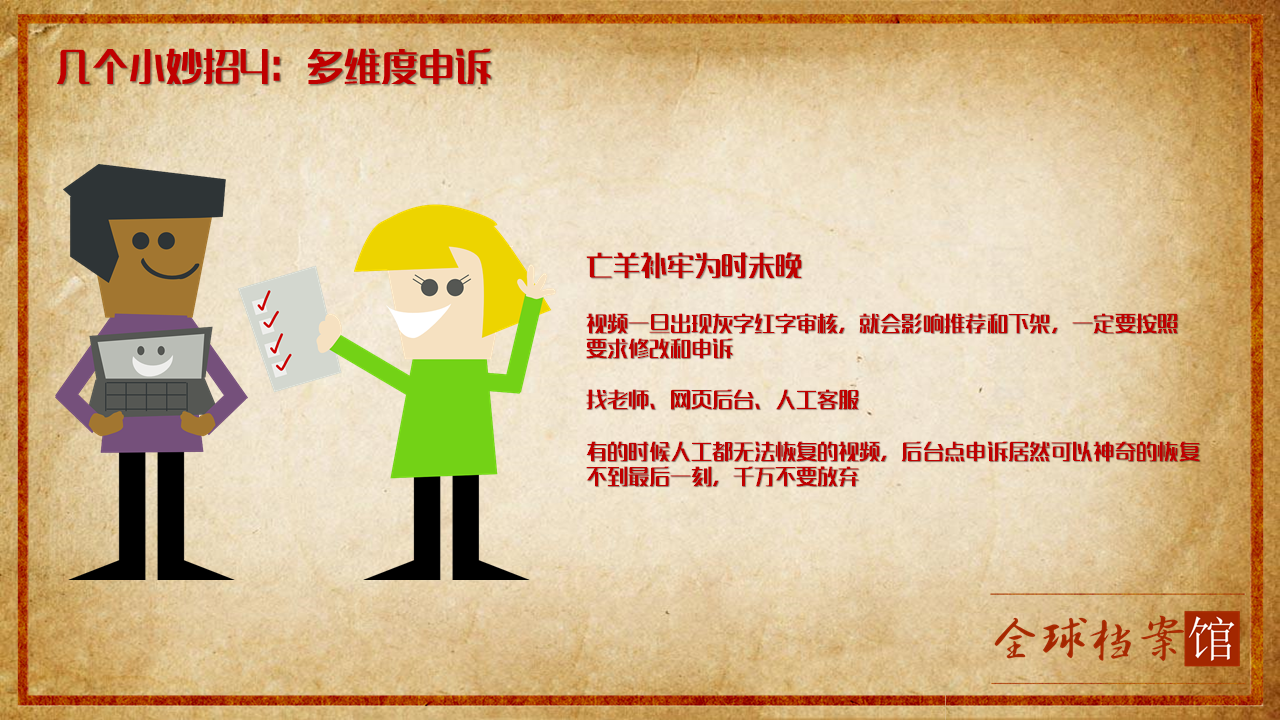 几个小妙招4：多维度申诉
亡羊补牢为时未晚
视频一旦出现灰字红字审核，就会影响推荐和下架，一定要按照
要求修改和申诉
找老师、网页后台、人工客服
有的时候人工都无法恢复的视频，后台点申诉居然可以神奇的恢复
不到最后一刻，千万不要放弃
全球档案馆